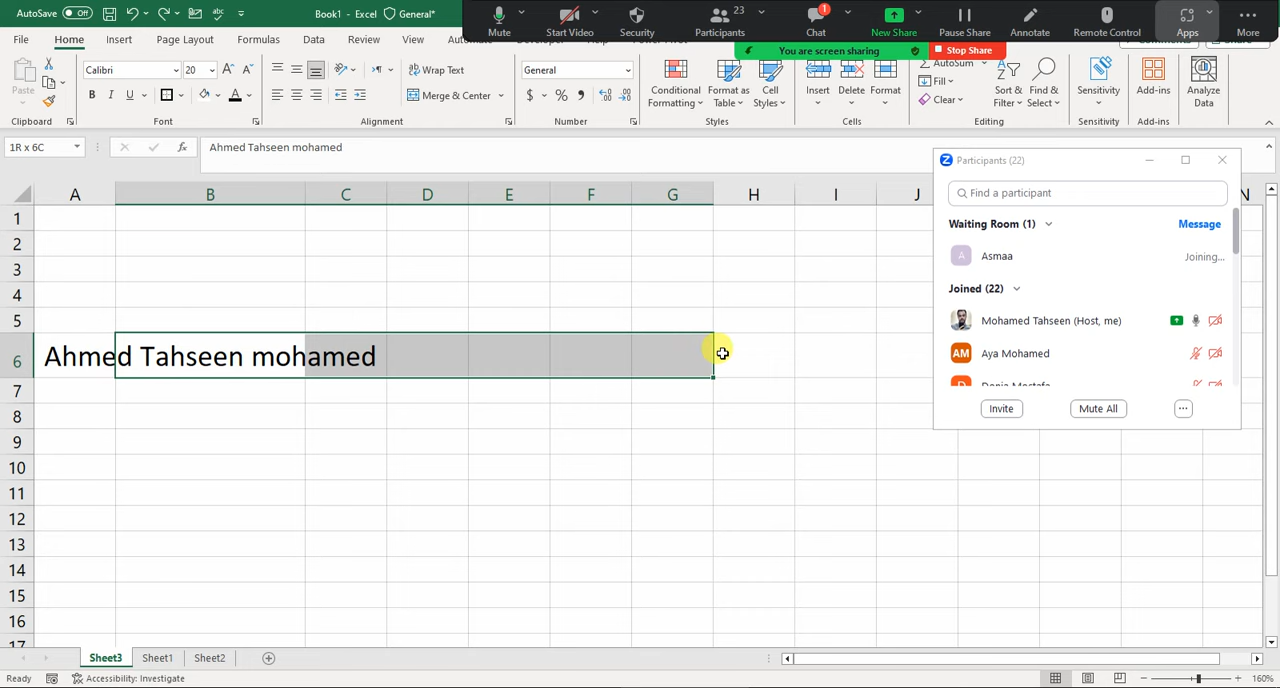 AutoSave Off
Book1 - Excel
General*
Mute
Start Video
Security
Participants
23
Chat
1
New Share
Pause Share
Annotate
Remote Control
Apps
More
You are screen sharing
Stop Share
File
Home
Insert
Page Layout
Formulas
Data
Review
View
Paste
Clipboard
Calibri
20
B I U
Font
Wrap Text
Merge & Center
Alignment
General
Number
Conditional Formatting
Format as Table
Cell Styles
Styles
Insert
Delete
Format
Cells
AutoSum
Fill
Clear
Sort & Filter
Find & Select
Editing
Sensitivity
Sensitivity
Add-ins
Add-ins
Analyze Data
1R x 6C
fx
Ahmed Tahseen mohamed
A B C D E F G H I J N
1
2
3
4
5
6 Ahmed Tahseen mohamed
7
8
9
10
11
12
13
14
15
16
17
Participants (22)
Find a participant
Waiting Room (1)
Message
A Asmaa Joining...
Joined (22)
Mohamed Tahseen (Host, me)
AM Aya Mohamed
Invite
Mute All
Sheet3 Sheet1 Sheet2
Ready
Accessibility: Investigate
160%